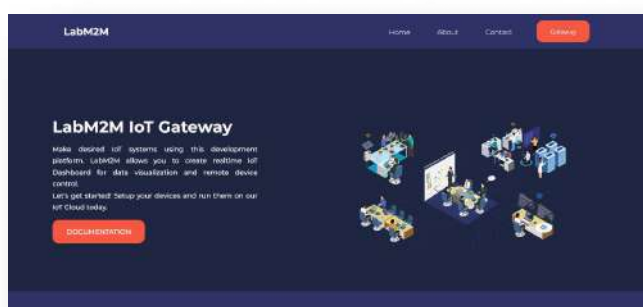 LabM2M
Home About Contact Gateway
LabM2M IoT Gateway
Make desired IoT systems using this development
platform. LabM2M allows you to create realtime IoT
Dashboard for data visualization and remote device
control.
Let's get started! Setup your devices and run them on our
IoT Cloud today.
DOCUMENTATION